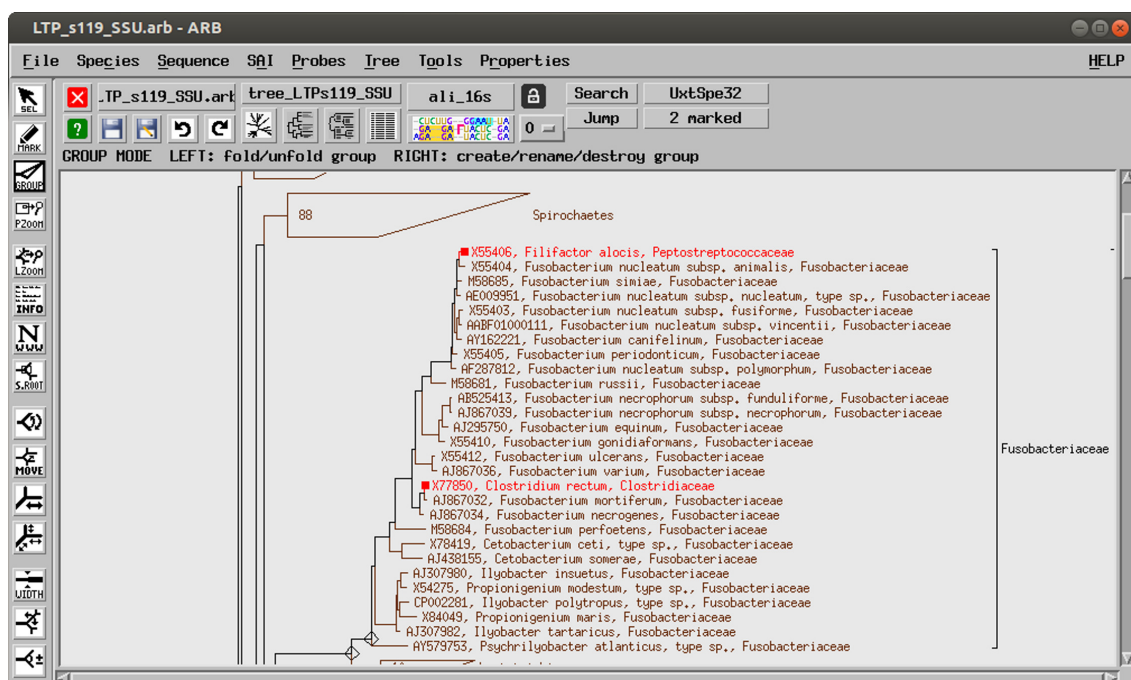 LTP_s119_SSU.arb - ARB
File Species Sequence SAI Probes Tree Tools Properties HELP
SEL
.TP_s119_SSU.arb tree_LTPs119_SSU ali_16s Search UxtSpe32
MARK
? 0 Jump 2 marked
GROUP MODE LEFT: fold/unfold group RIGHT: create/rename/destroy group
GROUP
PZOOM
LZOOM
INFO
N
WWW
S.ROOT
MOVE
WIDTH
88 Spirochaetes
X55406, Filifactor alocis, Peptostreptococcaceae
X55404, Fusobacterium nucleatum subsp. animalis, Fusobacteriaceae
M58685, Fusobacterium simiae, Fusobacteriaceae
AE009951, Fusobacterium nucleatum subsp. nucleatum, type sp., Fusobacteriaceae
X55403, Fusobacterium nucleatum subsp. fusiforme, Fusobacteriaceae
AABF01000111, Fusobacterium nucleatum subsp. vincentii, Fusobacteriaceae
AY162221, Fusobacterium canifelinum, Fusobacteriaceae
X55405, Fusobacterium periodonticum, Fusobacteriaceae
AF287812, Fusobacterium nucleatum subsp. polymorphum, Fusobacteriaceae
M58681, Fusobacterium russii, Fusobacteriaceae
AB525413, Fusobacterium necrophorum subsp. funduliforme, Fusobacteriaceae
AJ867039, Fusobacterium necrophorum subsp. necrophorum, Fusobacteriaceae
AJ295750, Fusobacterium equinum, Fusobacteriaceae
X55410, Fusobacterium gonidiaformans, Fusobacteriaceae
X55412, Fusobacterium ulcerans, Fusobacteriaceae
AJ867036, Fusobacterium varium, Fusobacteriaceae
X77850, Clostridium rectum, Clostridiaceae
AJ867032, Fusobacterium mortiferum, Fusobacteriaceae
AJ867034, Fusobacterium necrogenes, Fusobacteriaceae
M58684, Fusobacterium perfoetens, Fusobacteriaceae
X78419, Cetobacterium ceti, type sp., Fusobacteriaceae
AJ438155, Cetobacterium somerae, Fusobacteriaceae
AJ307980, Ilyobacter insuetus, Fusobacteriaceae
X54275, Propionigenium modestum, type sp., Fusobacteriaceae
CP002281, Ilyobacter polytropus, type sp., Fusobacteriaceae
X84049, Propionigenium maris, Fusobacteriaceae
AJ307982, Ilyobacter tartaricus, Fusobacteriaceae
AY579753, Psychrilyobacter atlanticus, type sp., Fusobacteriaceae
Fusobacteriaceae